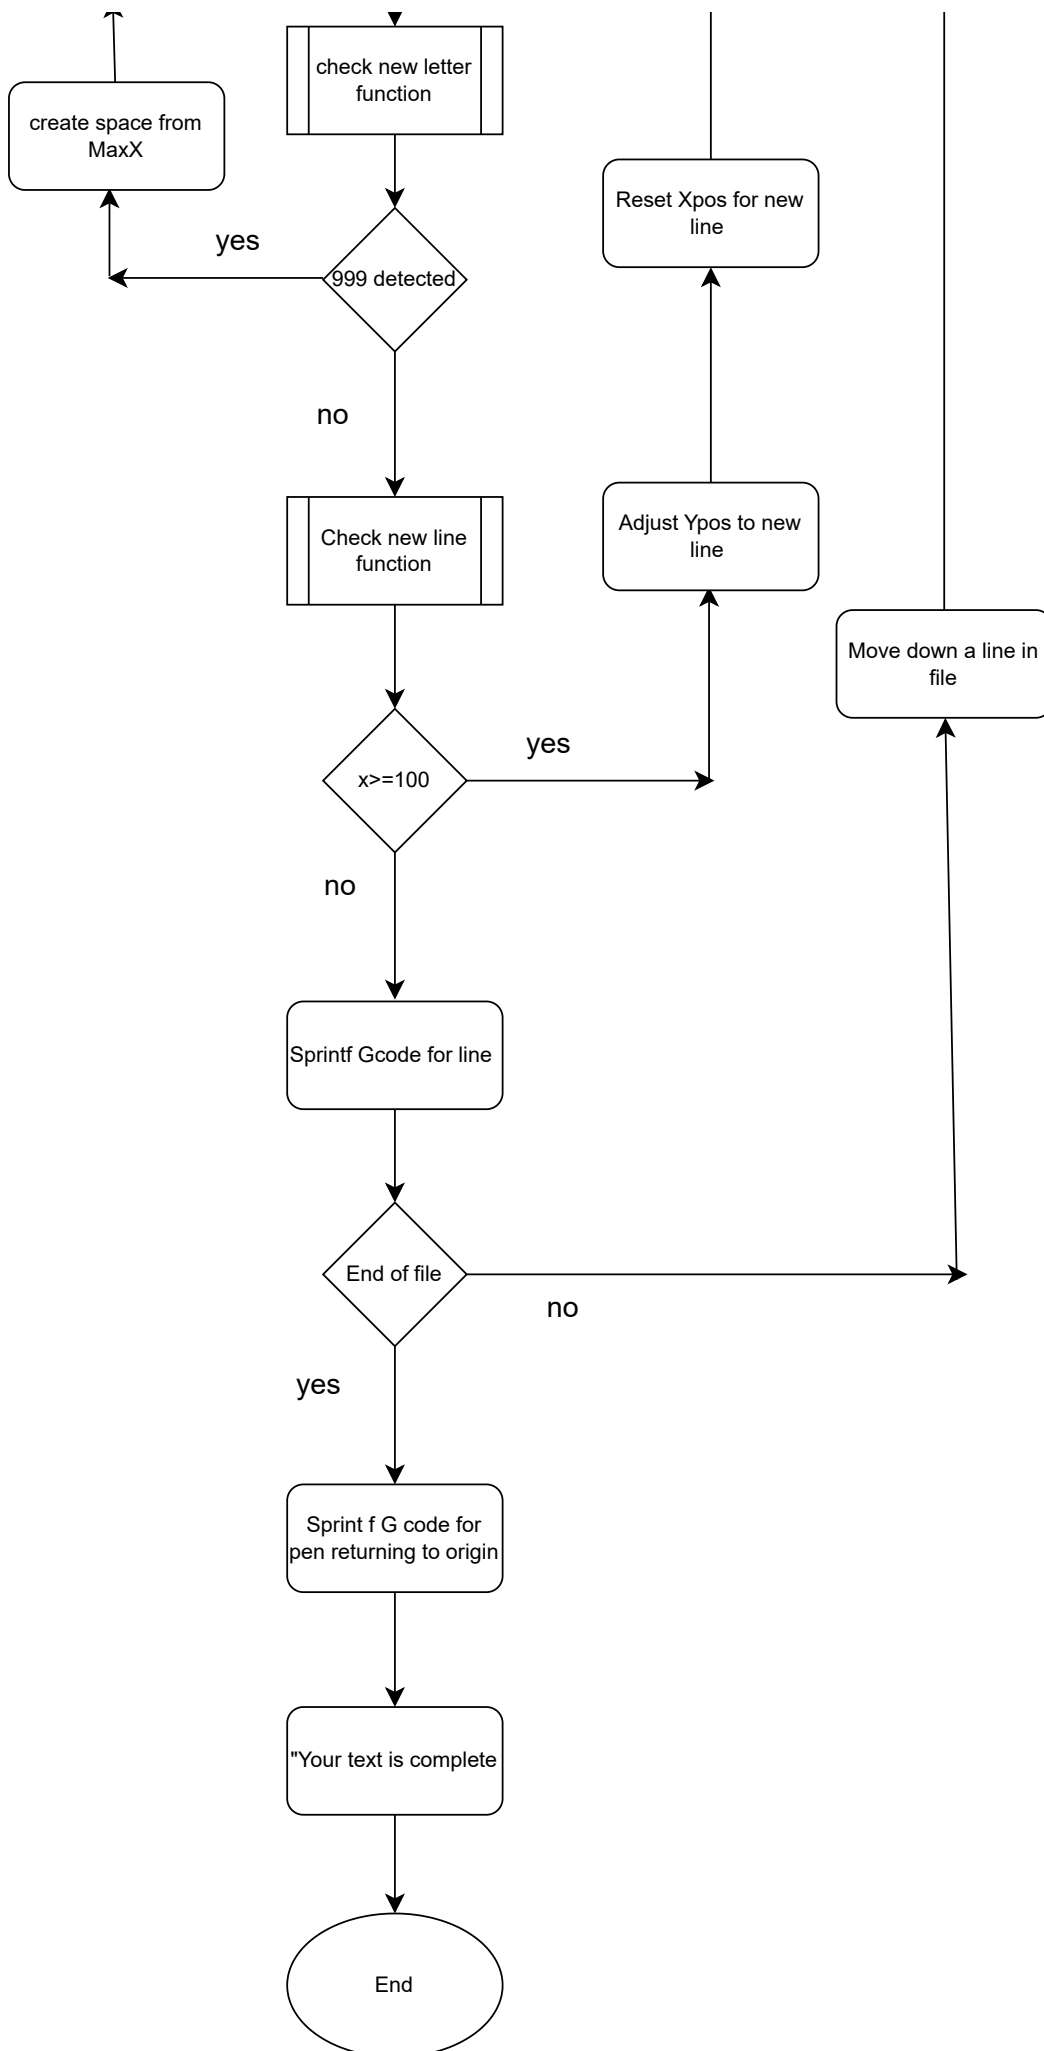 check new letter
function
create space from
MaxX
Reset Xpos for new
line
yes
999 detected
no
Check new line
function
Adjust Ypos to new
line
Move down a line in
file
yes
x>=100
no
Sprintf Gcode for line
End of file
no
yes
Sprint f G code for
pen returning to origin
"Your text is complete
End